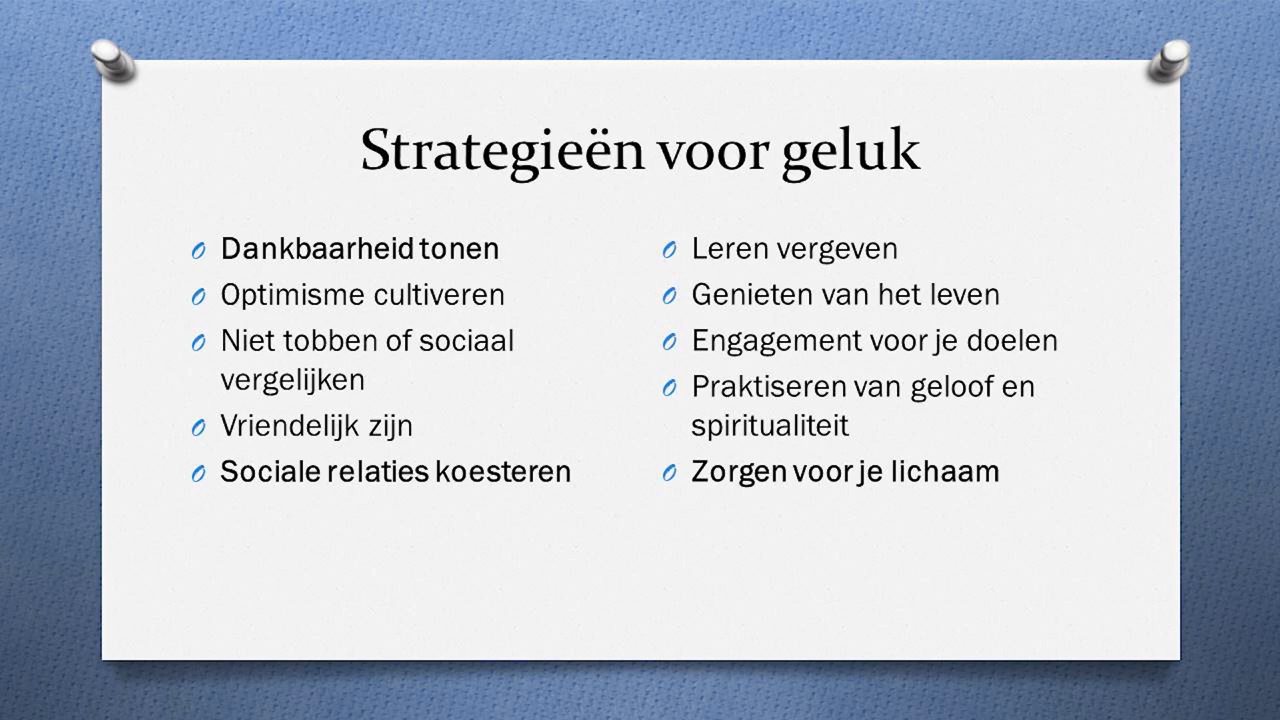 Strategieën voor geluk
Dankbaarheid tonen
Optimisme cultiveren
Niet tobben of sociaal
vergelijken
Vriendelijk zijn
Sociale relaties koesteren
Leren vergeven
Genieten van het leven
Engagement voor je doelen
Praktiseren van geloof en
spiritualiteit
Zorgen voor je lichaam